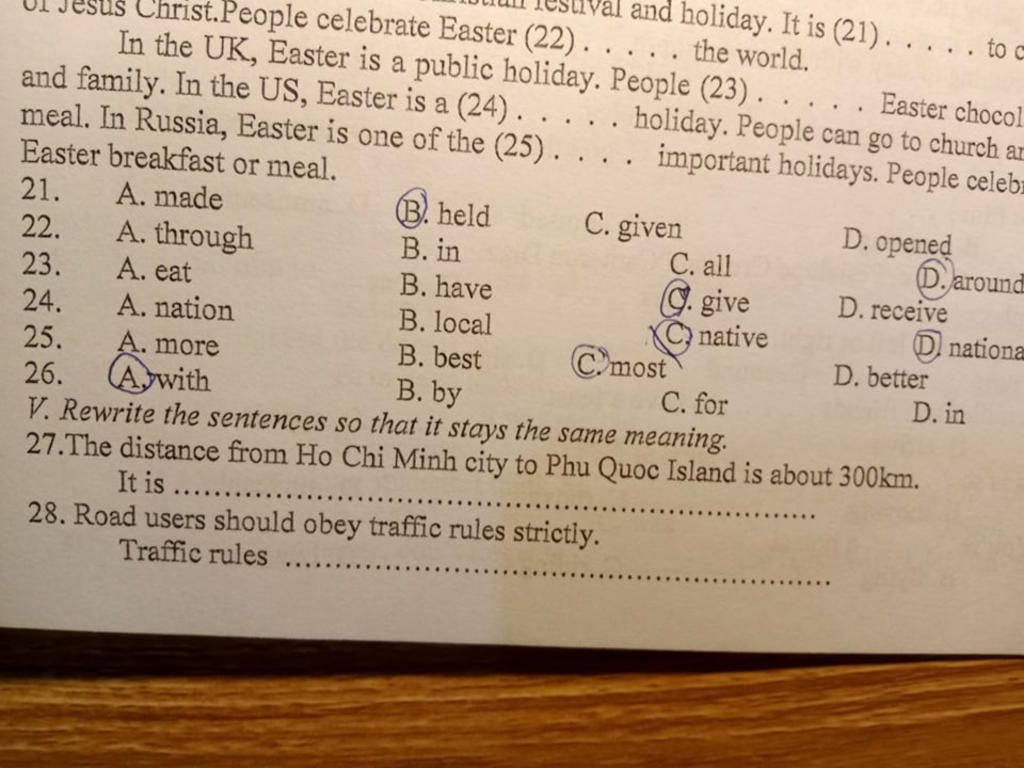 festival and holiday. It is (21) . . . . . to
of Jesus Christ.People celebrate Easter (22) . . . . . the world.
In the UK, Easter is a public holiday. People (23) . . . . . . Easter
and family. In the US, Easter is a (24) . . . . . holiday. People can go to church
meal. In Russia, Easter is one of the (25) . . . . important holidays. People
Easter breakfast or meal.
21. A. made B. held C. given D. opened
22. A. through B. in C. all D. around
23. A. eat B. have C. give D. receive
24. A. nation B. local C. native D.
25. A. more B. best C. most D. better
26. A. with B. by C. for D. in
V. Rewrite the sentences so that it stays the same meaning.
27.The distance from Ho Chi Minh city to Phu Quoc Island is about 300km.
It is ..........................................................................
28. Road users should obey traffic rules strictly.
Traffic rules ................................................................